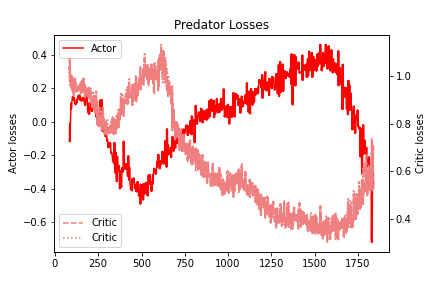 Predator Losses
Actor
Critic
Critic
Actor losses
Critic losses
0.4
0.2
0.0
−0.2
−0.4
−0.6
1.0
0.8
0.6
0.4
0 250 500 750 1000 1250 1500 1750